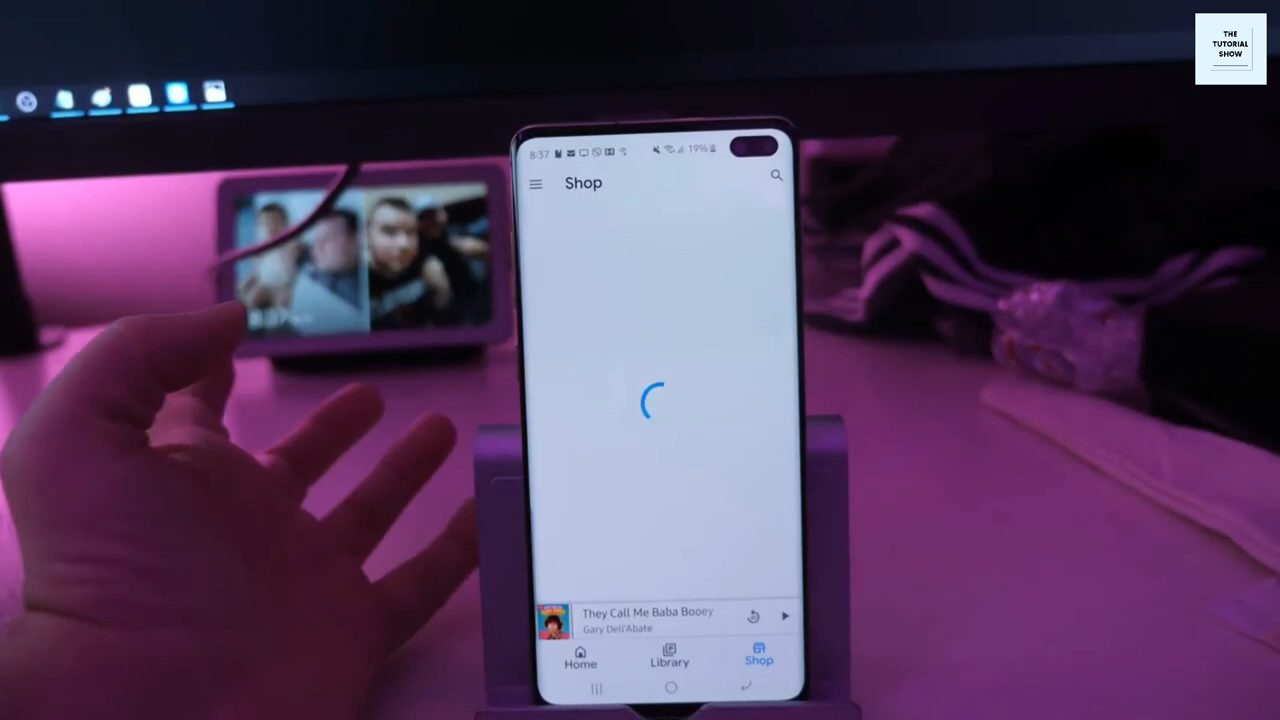 THE
TUTORIAL
SHOW
8:37
19%
Shop
They Call Me Baba Booey
Gary Dell'Abate
Home
Library
Shop